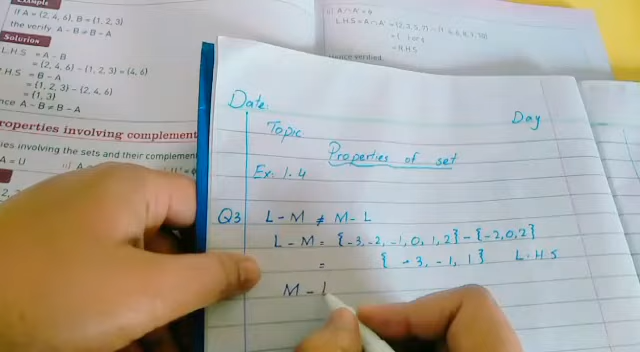 Example
If A = {2, 4, 6}, B = {1, 2, 3}
the verify A - B ≠ B - A
Solution
L.H.S = A - B
= {2, 4, 6} - {1, 2, 3} = {4, 6}
R.H.S = B - A
= {1, 2, 3} - {2, 4, 6}
= {1, 3}
nce A - B ≠ B - A
roperties involving complement
ies involving the sets and their complemen
A = U
= R.H.S
ence verified
Date:
Day
Topic:
Properties of set
Ex: 1.4
Q3 L - M ≠ M - L
L - M = {-3, -2, -1, 0, 1, 2} - {-2, 0, 2}
= {-3, -1, 1} L.H.S
M - L